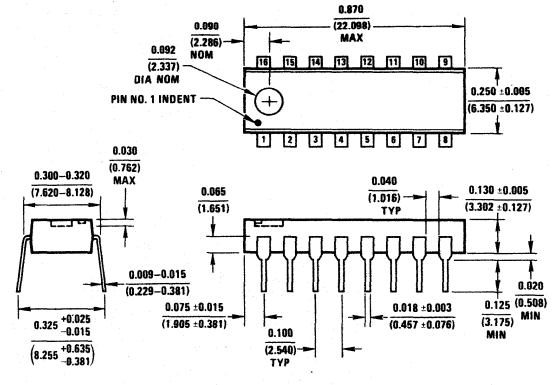 0.870
(22.098)
MAX
0.090
(2.286)
NOM
0.092
(2.337)
DIA NOM
PIN NO. 1 INDENT
16 15 14 13 12 11 10 9
0.250 ±0.005
(6.350 ±0.127)
1 2 3 4 5 6 7 8
0.030
(0.762)
MAX
0.300–0.320
(7.620–8.128)
0.065
(1.651)
0.040
(1.016)
TYP
0.130 ±0.005
(3.302 ±0.127)
0.009–0.015
(0.229–0.381)
0.075 ±0.015
(1.905 ±0.381)
0.018 ±0.003
(0.457 ±0.076)
0.020
(0.508)
MIN
0.125
(3.175)
MIN
0.100
(2.540)
TYP
0.325 +0.025 −0.015
(8.255 +0.635 −0.381)